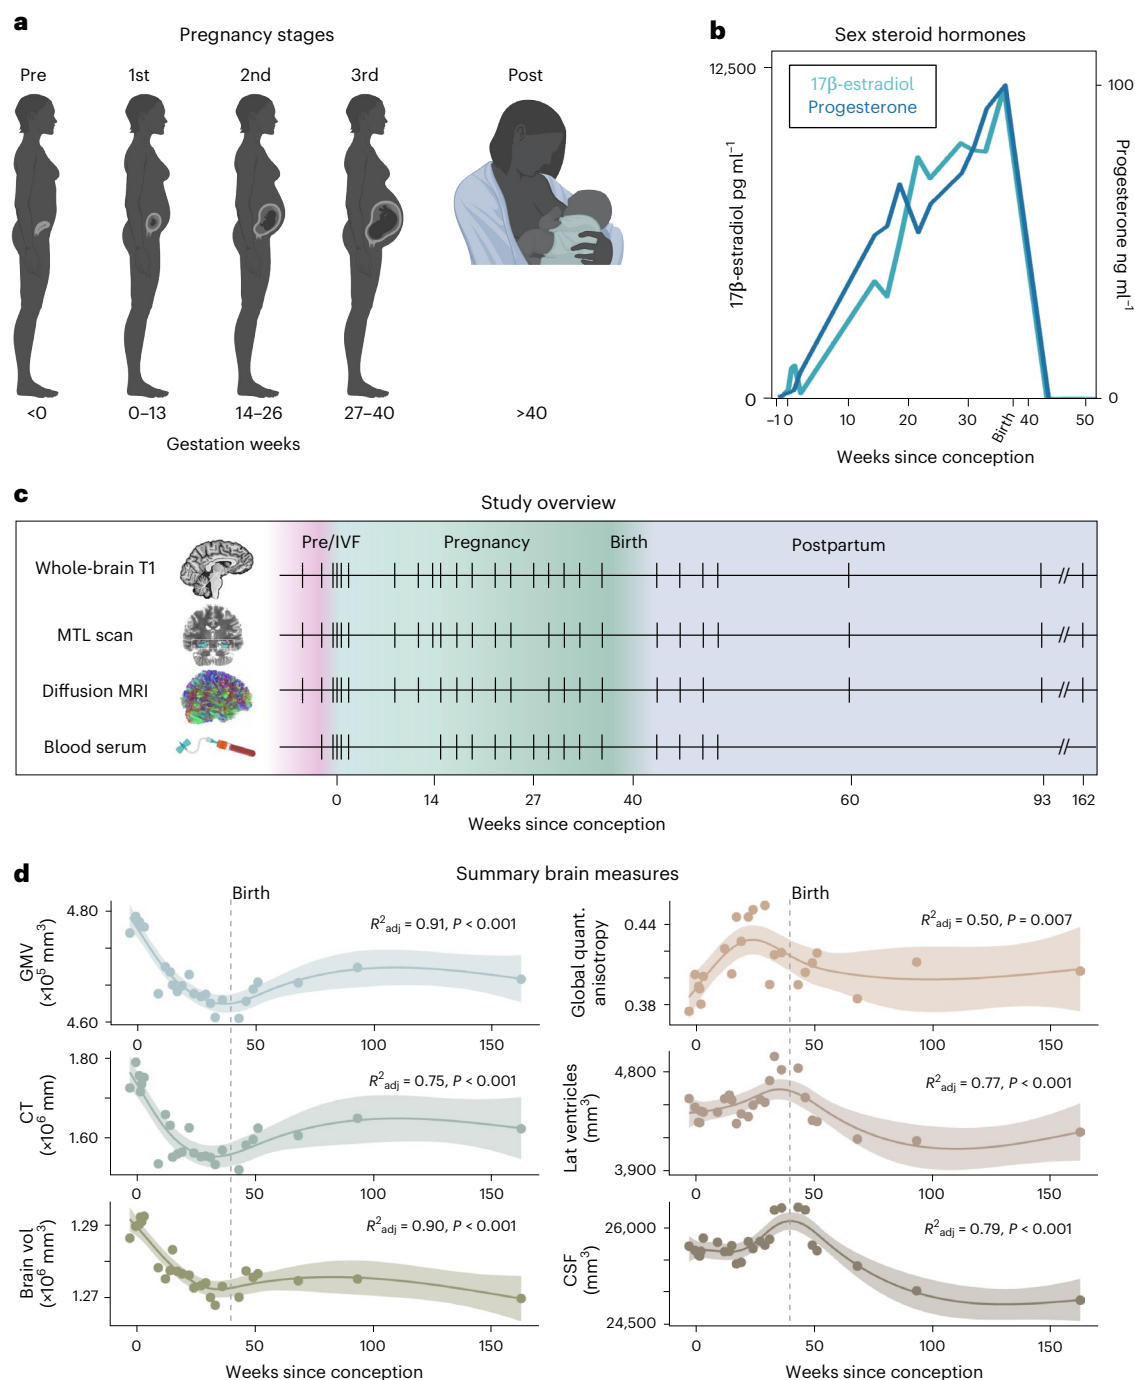 a
Pregnancy stages
Pre 1st 2nd 3rd Post
<0 0–13 14–26 27–40 >40
Gestation weeks
b
Sex steroid hormones
12,500
17β-estradiol
Progesterone
100
17β-estradiol pg ml⁻¹
Progesterone ng ml⁻¹
0 0
–1 0 10 20 30 Birth 40 50
Weeks since conception
c
Study overview
Pre/IVF Pregnancy Birth Postpartum
Whole-brain T1
MTL scan
Diffusion MRI
Blood serum
0 14 27 40 60 93 162
Weeks since conception
d
Summary brain measures
Birth
4.80
R²adj = 0.91, P < 0.001
GMV
(×10⁵ mm³)
4.60
0 50 100 150
1.80
R²adj = 0.75, P < 0.001
CT
(×10⁶ mm)
1.60
0 50 100 150
1.29
R²adj = 0.90, P < 0.001
Brain vol
(×10⁶ mm³)
1.27
0 50 100 150
Weeks since conception
Birth
0.44
R²adj = 0.50, P = 0.007
Global quant.
anisotropy
0.38
0 50 100 150
4,800
R²adj = 0.77, P < 0.001
Lat ventricles
(mm³)
3,900
0 50 100 150
26,000
R²adj = 0.79, P < 0.001
CSF
(mm³)
24,500
0 50 100 150
Weeks since conception